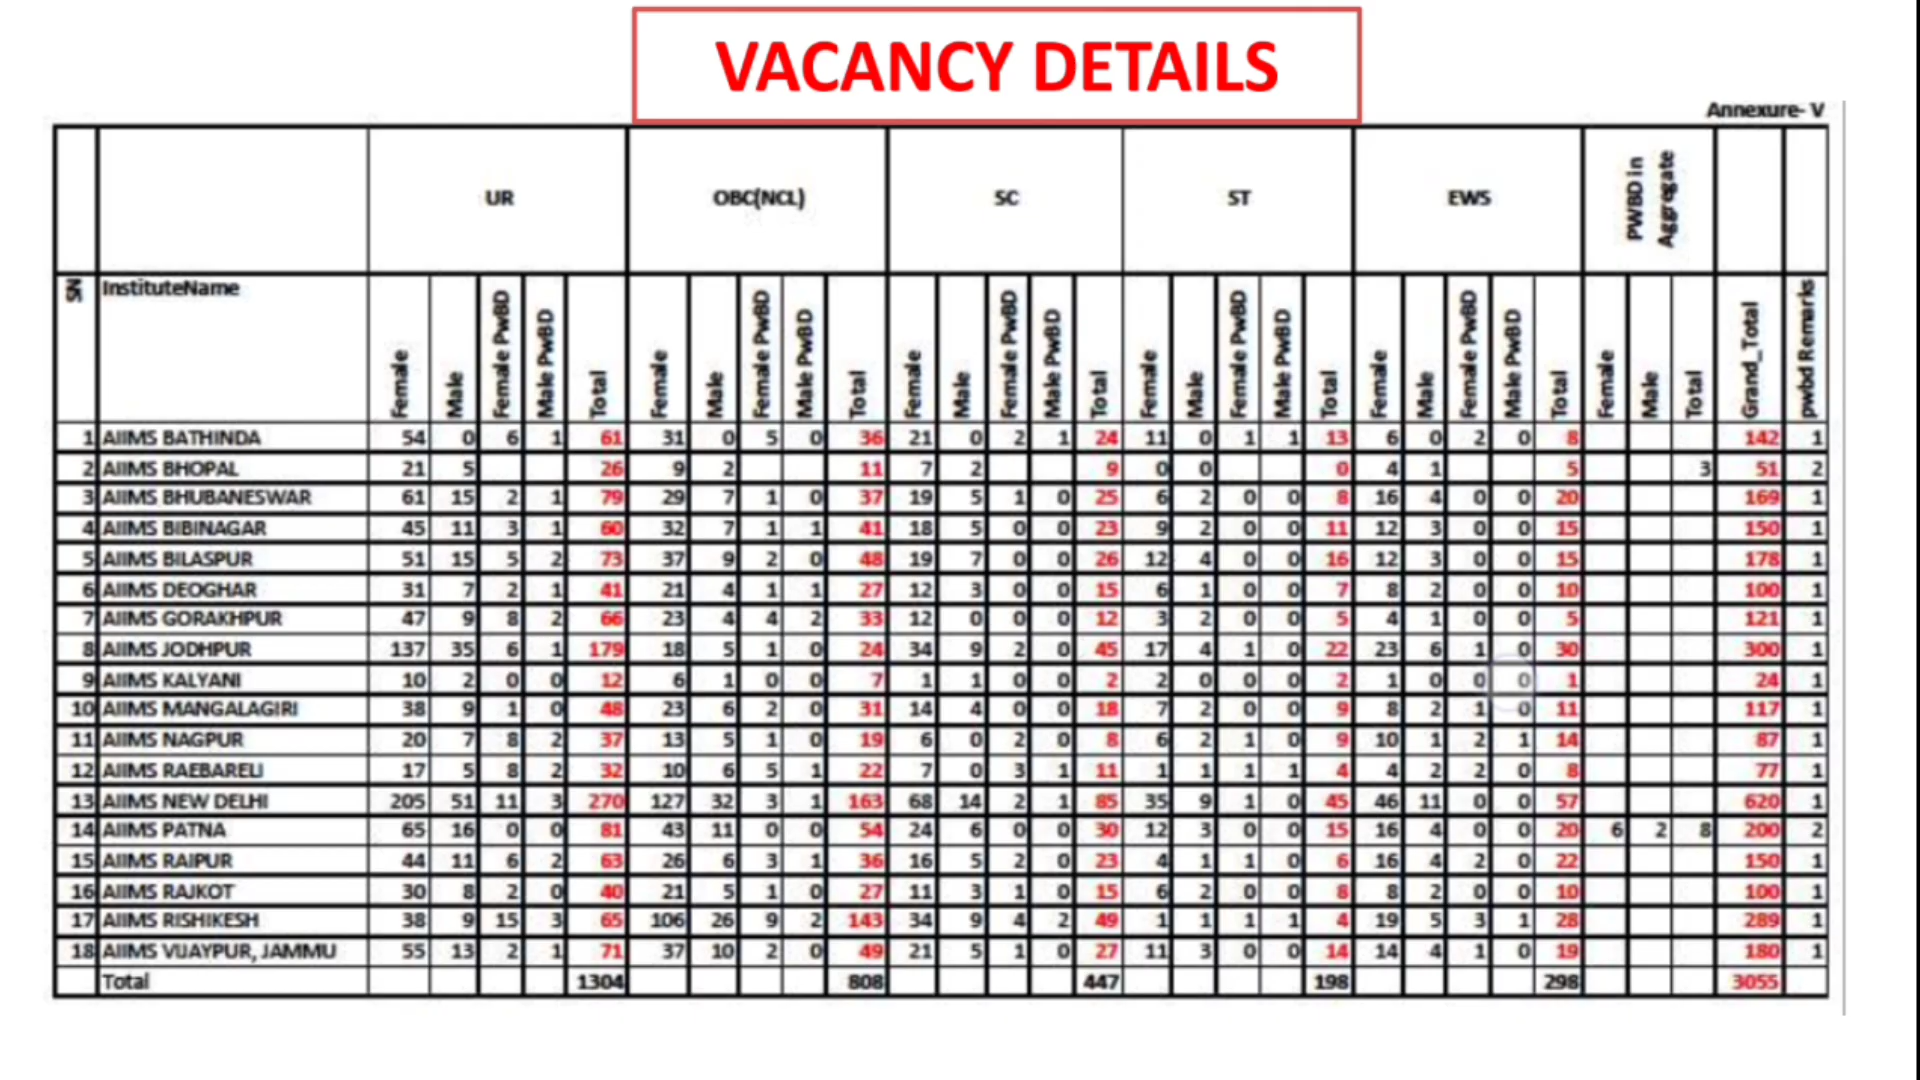 VACANCY DETAILS
Annexure- V
UR OBC(NCL) SC ST EWS PWBD in Aggregate
SN InstituteName Female Male Female PwBD Male PwBD Total Female Male Female PwBD Male PwBD Total Female Male Female PwBD Male PwBD Total Female Male Female PwBD Male PwBD Total Female Male Female PwBD Male PwBD Total Female Male Total Grand_Total pwbd Remarks
1 AIIMS BATHINDA 54 0 6 1 61 31 0 5 0 36 21 0 2 1 24 11 0 1 1 13 6 0 2 0 8 142 1
2 AIIMS BHOPAL 21 5 26 9 2 11 7 2 9 0 0 0 4 1 5 3 51 2
3 AIIMS BHUBANESWAR 61 15 2 1 79 29 7 1 0 37 19 5 1 0 25 6 2 0 0 8 16 4 0 0 20 169 1
4 AIIMS BIBINAGAR 45 11 3 1 60 32 7 1 1 41 18 5 0 0 23 9 2 0 0 11 12 3 0 0 15 150 1
5 AIIMS BILASPUR 51 15 5 2 73 37 9 2 0 48 19 7 0 0 26 12 4 0 0 16 12 3 0 0 15 178 1
6 AIIMS DEOGHAR 31 7 2 1 41 21 4 1 1 27 12 3 0 0 15 6 1 0 0 7 8 2 0 0 10 100 1
7 AIIMS GORAKHPUR 47 9 8 2 66 23 4 4 2 33 12 0 0 0 12 3 2 0 0 5 4 1 0 0 5 121 1
8 AIIMS JODHPUR 137 35 6 1 179 18 5 1 0 24 34 9 2 0 45 17 4 1 0 22 23 6 1 0 30 300 1
9 AIIMS KALYANI 10 2 0 0 12 6 1 0 0 7 1 1 0 0 2 2 0 0 0 2 1 0 0 0 1 24 1
10 AIIMS MANGALAGIRI 38 9 1 0 48 23 6 2 0 31 14 4 0 0 18 7 2 0 0 9 8 2 1 0 11 117 1
11 AIIMS NAGPUR 20 7 8 2 37 13 5 1 0 19 6 0 2 0 8 6 2 1 0 9 10 1 2 1 14 87 1
12 AIIMS RAEBARELI 17 5 8 2 32 10 6 5 1 22 7 0 3 1 11 1 1 1 1 4 4 2 2 0 8 77 1
13 AIIMS NEW DELHI 205 51 11 3 270 127 32 3 1 163 68 14 2 1 85 35 9 1 0 45 46 11 0 0 57 620 1
14 AIIMS PATNA 65 16 0 0 81 43 11 0 0 54 24 6 0 0 30 12 3 0 0 15 16 4 0 0 20 6 2 8 200 2
15 AIIMS RAIPUR 44 11 6 2 63 26 6 3 1 36 16 5 2 0 23 4 1 1 0 6 16 4 2 0 22 150 1
16 AIIMS RAJKOT 30 8 2 0 40 21 5 1 0 27 11 3 1 0 15 6 2 0 0 8 8 2 0 0 10 100 1
17 AIIMS RISHIKESH 38 9 15 3 65 106 26 9 2 143 34 9 4 2 49 1 1 1 1 4 19 5 3 1 28 289 1
18 AIIMS VIJAYPUR, JAMMU 55 13 2 1 71 37 10 2 0 49 21 5 1 0 27 11 3 0 0 14 14 4 1 0 19 180 1
Total 1304 808 447 198 298 3055